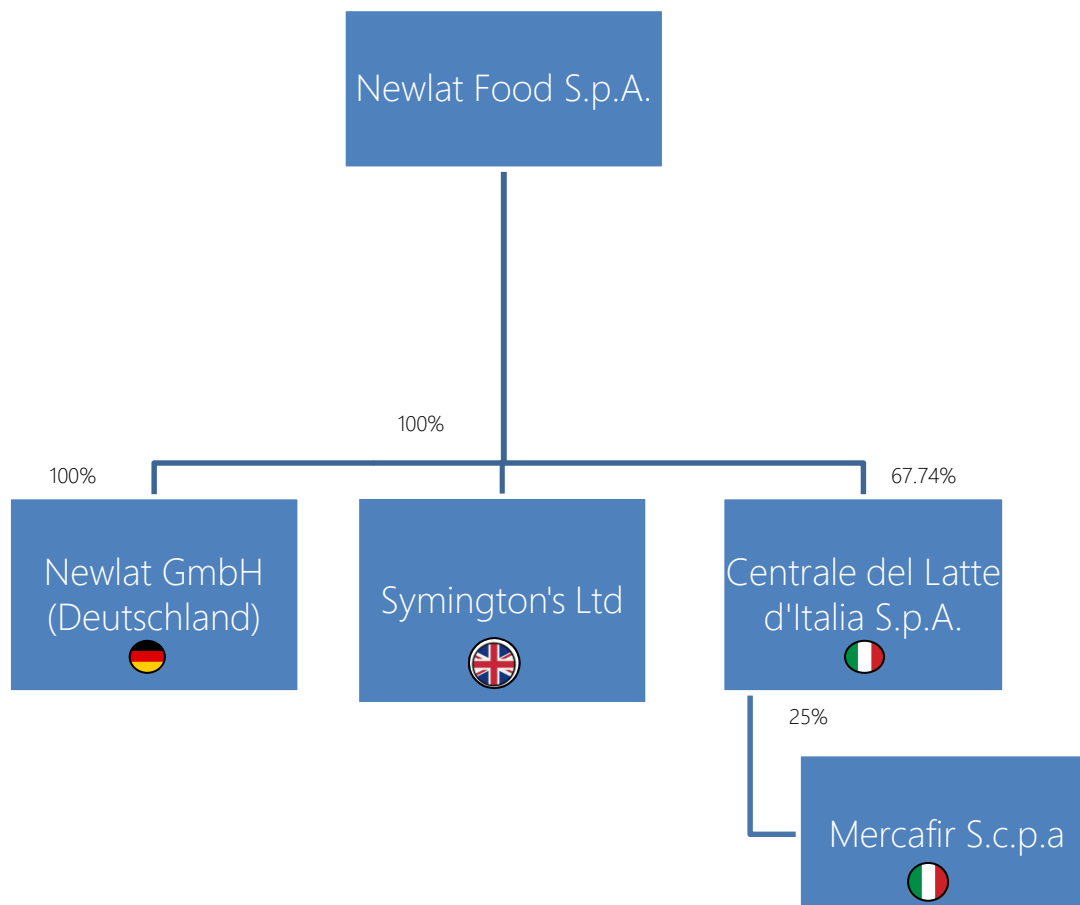 Newlat Food S.p.A.
100%
100%
67.74%
Newlat GmbH
(Deutschland)
Symington's Ltd
Centrale del Latte
d'Italia S.p.A.
25%
Mercafir S.c.p.a